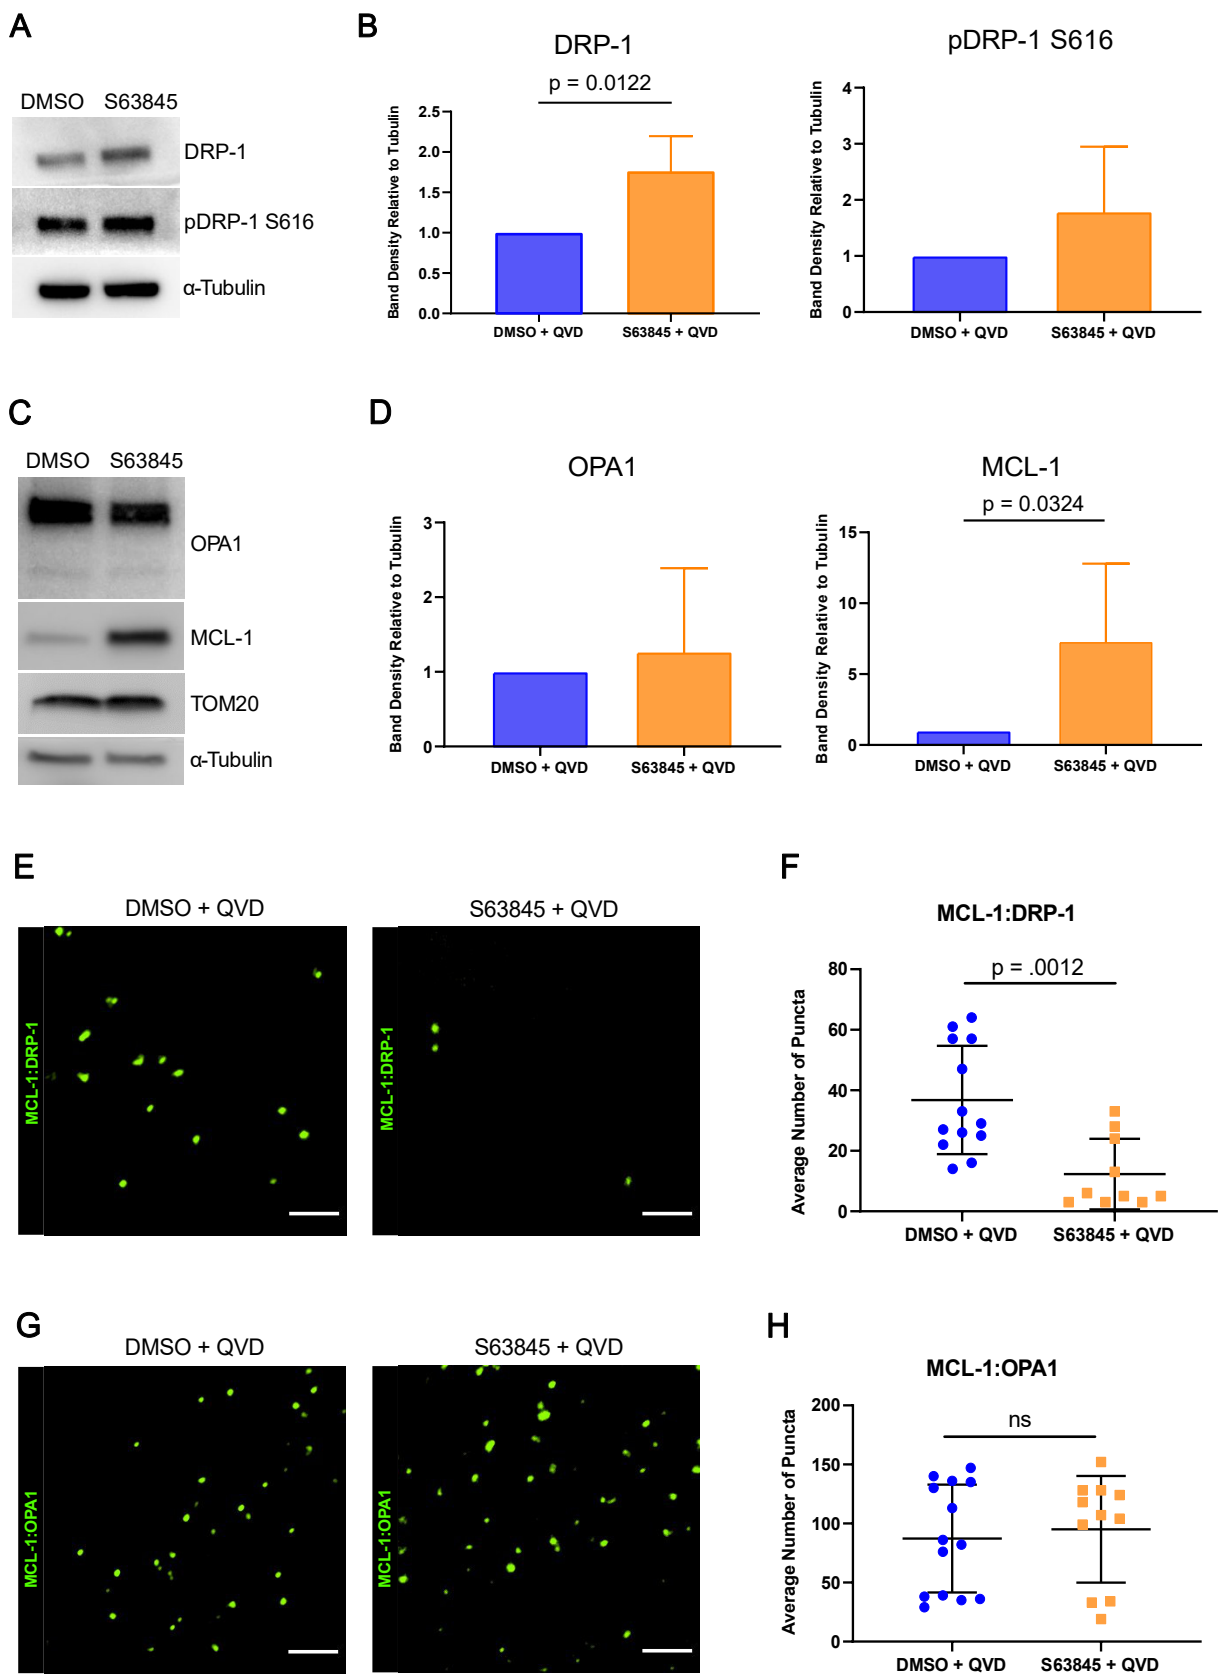 A
DMSO S63845
DRP-1
pDRP-1 S616
α-Tubulin
B
DRP-1
p = 0.0122
Band Density Relative to Tubulin
2.5
2.0
1.5
1.0
0.5
0.0
DMSO + QVD S63845 + QVD
pDRP-1 S616
Band Density Relative to Tubulin
4
3
2
1
0
DMSO + QVD S63845 + QVD
C
DMSO S63845
OPA1
MCL-1
TOM20
α-Tubulin
D
OPA1
Band Density Relative to Tubulin
3
2
1
0
DMSO + QVD S63845 + QVD
MCL-1
p = 0.0324
Band Density Relative to Tubulin
15
10
5
0
DMSO + QVD S63845 + QVD
E
DMSO + QVD S63845 + QVD
MCL-1:DRP-1
MCL-1:DRP-1
F
MCL-1:DRP-1
p = .0012
Average Number of Puncta
80
60
40
20
0
DMSO + QVD S63845 + QVD
G
DMSO + QVD S63845 + QVD
MCL-1:OPA1
MCL-1:OPA1
H
MCL-1:OPA1
ns
Average Number of Puncta
200
150
100
50
0
DMSO + QVD S63845 + QVD